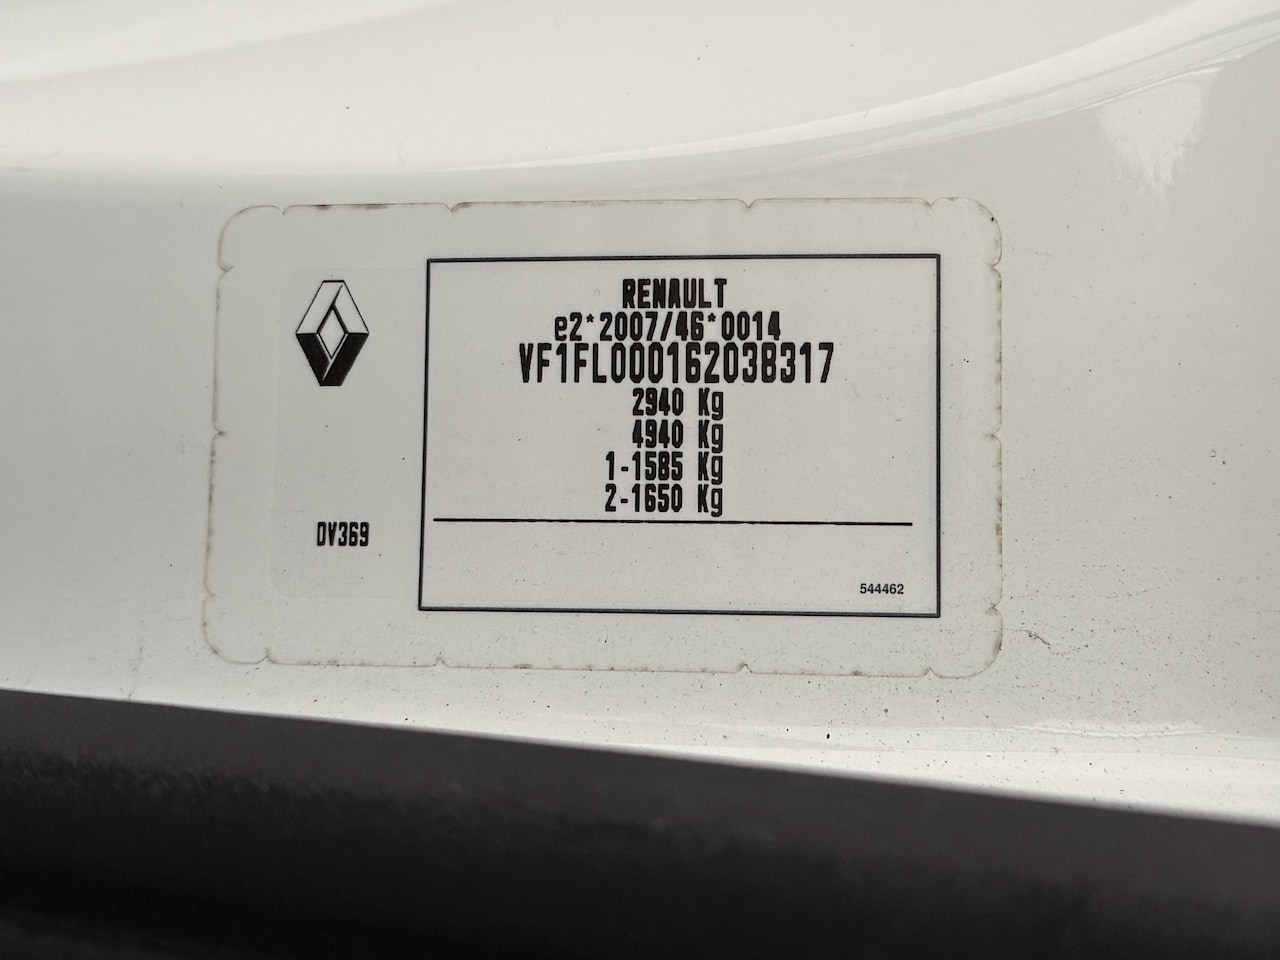 RENAULT
e2*2007/46*0014
VF1FL000162038317
2940 Kg
4940 Kg
1-1585 Kg
2-1650 Kg
DV369
544462